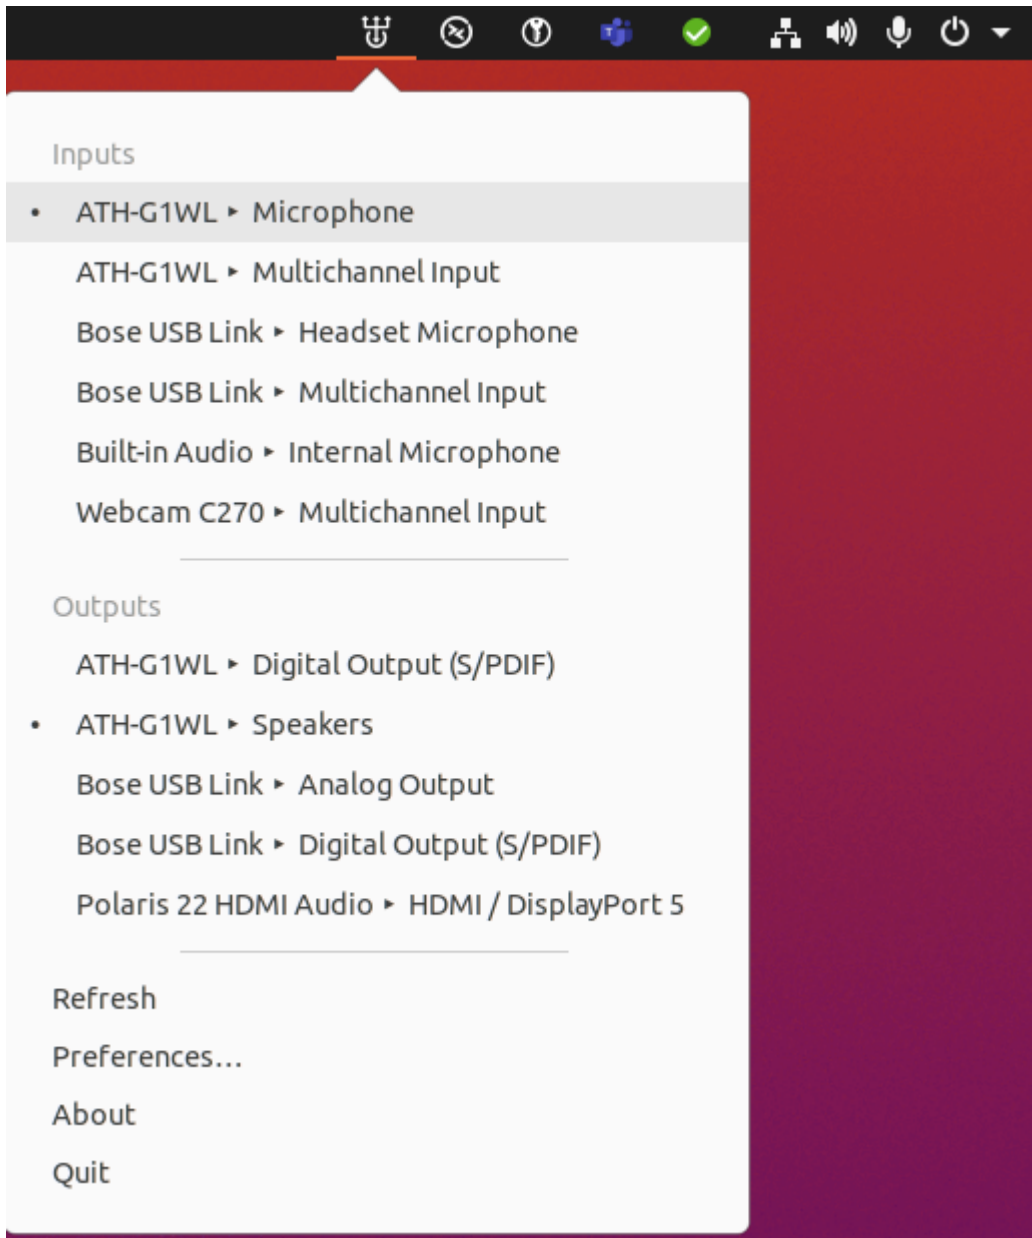 Inputs
• ATH-G1WL ‣ Microphone
ATH-G1WL ‣ Multichannel Input
Bose USB Link ‣ Headset Microphone
Bose USB Link ‣ Multichannel Input
Built-in Audio ‣ Internal Microphone
Webcam C270 ‣ Multichannel Input
Outputs
ATH-G1WL ‣ Digital Output (S/PDIF)
• ATH-G1WL ‣ Speakers
Bose USB Link ‣ Analog Output
Bose USB Link ‣ Digital Output (S/PDIF)
Polaris 22 HDMI Audio ‣ HDMI / DisplayPort 5
Refresh
Preferences…
About
Quit